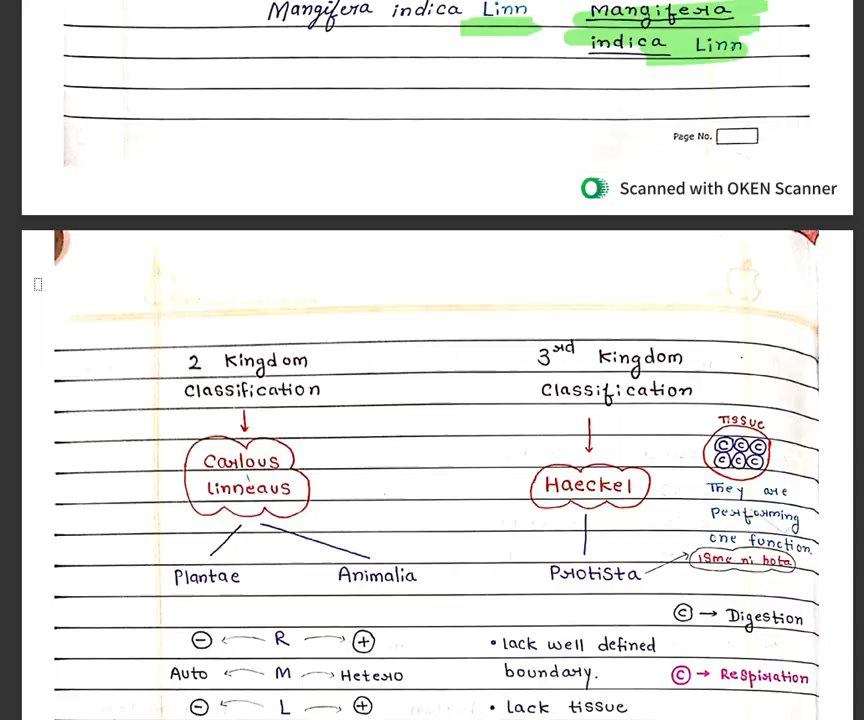 Mangifera indica Linn
Mangifera
indica Linn
Page No.
Scanned with OKEN Scanner
2 Kingdom
Classification
Carlous
linneaus
Plantae
Animalia
⊖ ← R → ⊕
Auto ← M → Hetero
⊖ ← L → ⊕
3rd Kingdom
Classification
Haeckel
Protista
• lack well defined
boundary.
• lack tissue
Tissue
C C C
C C C
They are
performing
one function.
isme ni hota
C → Digestion
C → Respiration